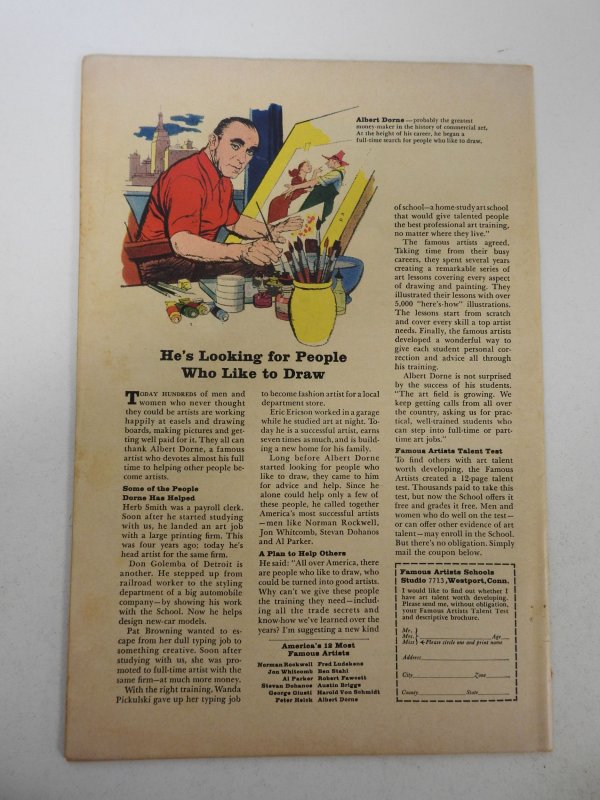 Albert Dorne—probably the greatest
money-maker in the history of commercial art.
At the height of his career, he began a
full-time search for people who like to draw.
He's Looking for People
Who Like to Draw
TODAY HUNDREDS of men and
women who never thought
they could be artists are working
happily at easels and drawing
boards, making pictures and get-
ting well paid for it. They all can
thank Albert Dorne, a famous
artist who devotes almost his full
time to helping other people be-
come artists.
Some of the People
Dorne Has Helped
Herb Smith was a payroll clerk.
Soon after he started studying
with us, he landed an art job
with a large printing firm. This
was four years ago; today he's
head artist for the same firm.
Don Golemba of Detroit is
another. He stepped up from
railroad worker to the styling
department of a big automobile
company—by showing his work
with the School. Now he helps
design new-car models.
Pat Browning wanted to es-
cape from her dull typing job to
something creative. Soon after
studying with us, she was pro-
moted to full-time artist with the
same firm—at much more money.
With the right training, Wanda
Pickulski gave up her typing job
to become fashion artist for a local
department store.
Eric Ericson worked in a garage
while he studied art at night. To-
day he is a successful artist, earns
seven times as much, and is build-
ing a new home for his family.
Long before Albert Dorne
started looking for people who
like to draw, they came to him
for advice and help. Since he
alone could help only a few of
these people, he called together
America's most successful artists
—men like Norman Rockwell,
Jon Whitcomb, Stevan Dohanos
and Al Parker.
A Plan to Help Others
He said: "All over America, there
are people who like to draw, who
could be turned into good artists.
Why can't we give these people
the training they need—includ-
ing all the trade secrets and
know-how we've learned over the
years? I'm suggesting a new kind
America's 12 Most
Famous Artists
Norman Rockwell Fred Ludekens
Jon Whitcomb Ben Stahl
Al Parker Robert Fawcett
Stevan Dohanos Austin Briggs
George Giusti Harold Von Schmidt
Peter Helck Albert Dorne
of school—a home-study art school
that would give talented people
the best professional art training,
no matter where they live."
The famous artists agreed.
Taking time from their busy
careers, they spent several years
creating a remarkable series of
art lessons covering every aspect
of drawing and painting. They
illustrated their lessons with over
5,000 "here's-how" illustrations.
The lessons start from scratch
and cover every skill a top artist
needs. Finally, the famous artists
developed a wonderful way to
give each student personal cor-
rection and advice all through
his training.
Albert Dorne is not surprised
by the success of his students.
"The art field is growing. We
keep getting calls from all over
the country, asking us for prac-
tical, well-trained students who
can step into full-time or part-
time art jobs."
Famous Artists Talent Test
To find others with art talent
worth developing, the Famous
Artists created a 12-page talent
test. Thousands paid to take this
test, but now the School offers it
free and grades it free. Men and
women who do well on the test—
or can offer other evidence of art
talent—may enroll in the School.
But there's no obligation. Simply
mail the coupon below.
Famous Artists Schools
Studio 7713, Westport, Conn.
I would like to find out whether I
have art talent worth developing.
Please send me, without obligation,
your Famous Artists Talent Test
and descriptive brochure.
Mr.
Mrs. Age
Miss Please circle one and print name
Address
City Zone
County State